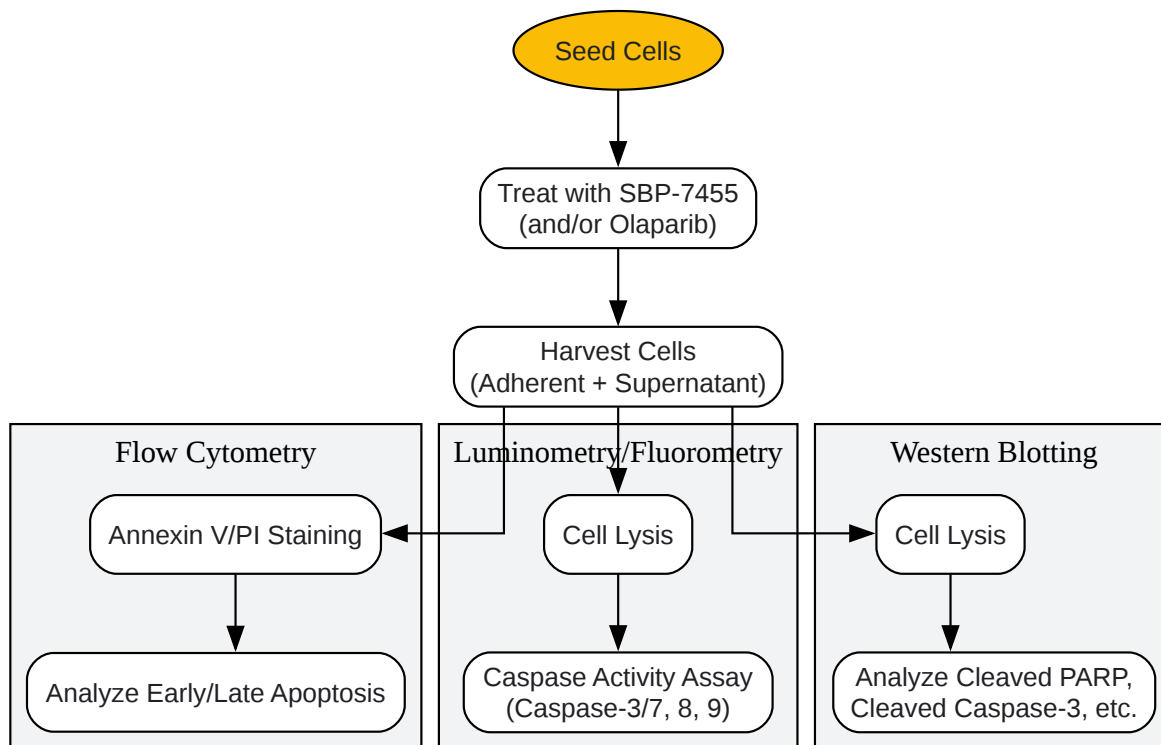 Seed Cells
Treat with SBP-7455
(and/or Olaparib)
Harvest Cells
(Adherent + Supernatant)
Flow Cytometry
Annexin V/PI Staining
Analyze Early/Late Apoptosis
Luminometry/Fluorometry
Cell Lysis
Caspase Activity Assay
(Caspase-3/7, 8, 9)
Western Blotting
Cell Lysis
Analyze Cleaved PARP,
Cleaved Caspase-3, etc.